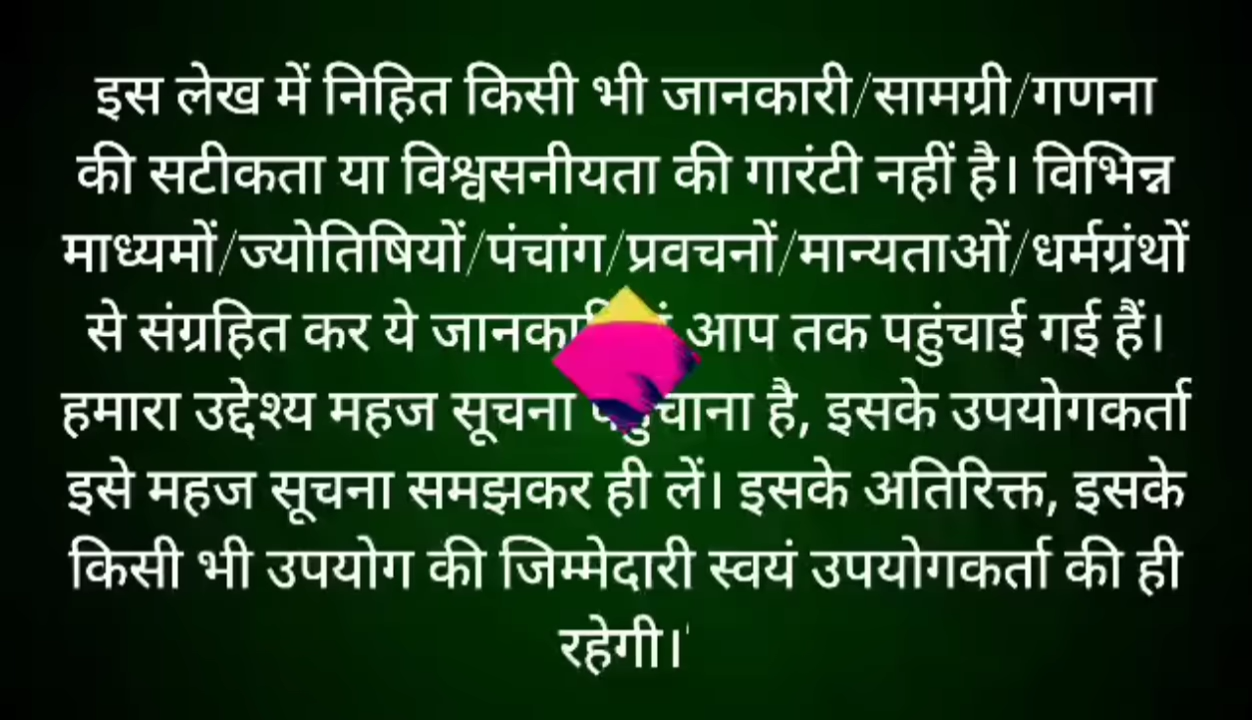 इस लेख में निहित किसी भी जानकारी/सामग्री/गणना
की सटीकता या विश्वसनीयता की गारंटी नहीं है। विभिन्न
माध्यमों/ज्योतिषियों/पंचांग/प्रवचनों/मान्यताओं/धर्मग्रंथों
से संग्रहित कर ये आप तक पहुंचाई गई हैं।
हमारा उद्देश्य महज सूचना है, इसके उपयोगकर्ता
इसे महज सूचना समझकर ही लें। इसके अतिरिक्त, इसके
किसी भी उपयोग की जिम्मेदारी स्वयं उपयोगकर्ता की ही
रहेगी।'